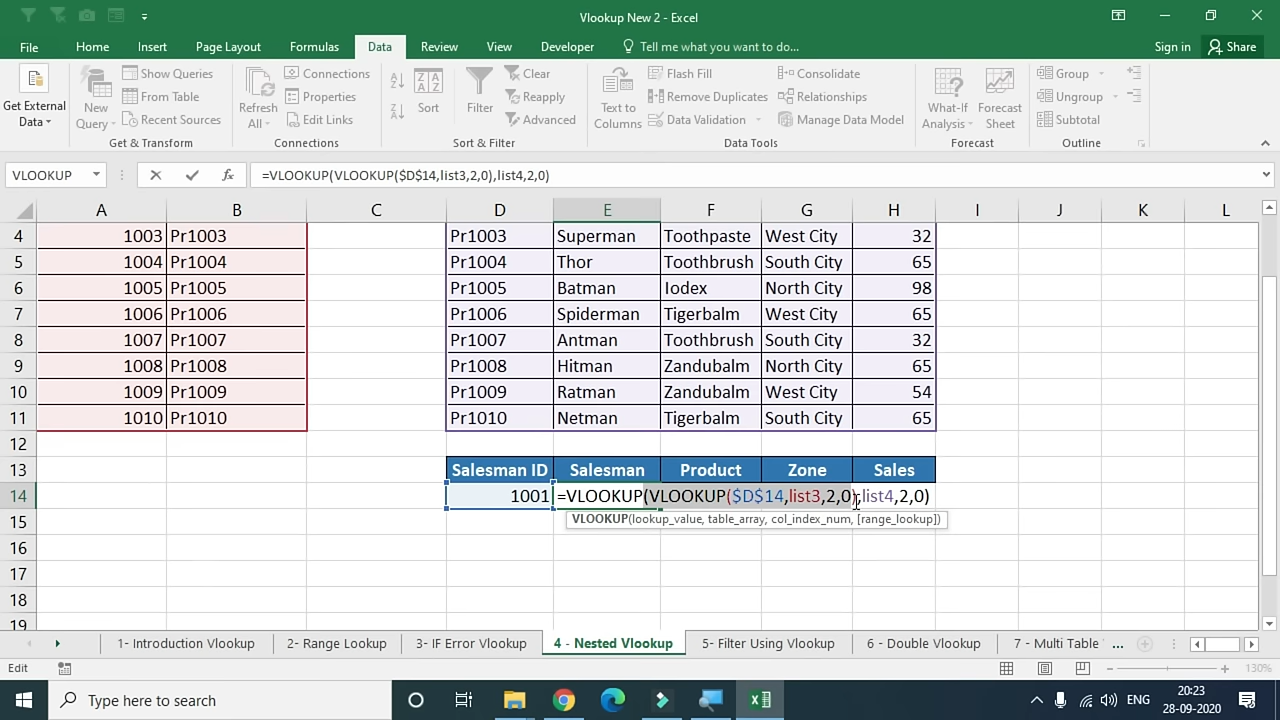 Vlookup New 2 - Excel
File Home Insert Page Layout Formulas Data Review View Developer Tell me what you want to do... Sign in Share
Get External Data
New Query
Show Queries
From Table
Recent Sources
Get & Transform
Refresh All
Connections
Properties
Edit Links
Connections
Sort
Filter
Clear
Reapply
Advanced
Sort & Filter
Text to Columns
Flash Fill
Remove Duplicates
Data Validation
Consolidate
Relationships
Manage Data Model
Data Tools
What-If Analysis
Forecast Sheet
Forecast
Group
Ungroup
Subtotal
Outline
VLOOKUP fx =VLOOKUP(VLOOKUP($D$14,list3,2,0),list4,2,0)
A B C D E F G H I J K L
4 1003 Pr1003 Pr1003 Superman Toothpaste West City 32
5 1004 Pr1004 Pr1004 Thor Toothbrush South City 65
6 1005 Pr1005 Pr1005 Batman Iodex North City 98
7 1006 Pr1006 Pr1006 Spiderman Tigerbalm West City 65
8 1007 Pr1007 Pr1007 Antman Toothbrush South City 32
9 1008 Pr1008 Pr1008 Hitman Zandubalm North City 65
10 1009 Pr1009 Pr1009 Ratman Zandubalm West City 54
11 1010 Pr1010 Pr1010 Netman Tigerbalm South City 65
12
13 Salesman ID Salesman Product Zone Sales
14 1001 =VLOOKUP(VLOOKUP($D$14,list3,2,0),list4,2,0)
15 VLOOKUP(lookup_value, table_array, col_index_num, [range_lookup])
16
17
18
19
1- Introduction Vlookup 2- Range Lookup 3- IF Error Vlookup 4 - Nested Vlookup 5- Filter Using Vlookup 6 - Double Vlookup 7 - Multi Table ...
Edit 130%
Type here to search ENG 20:23
28-09-2020